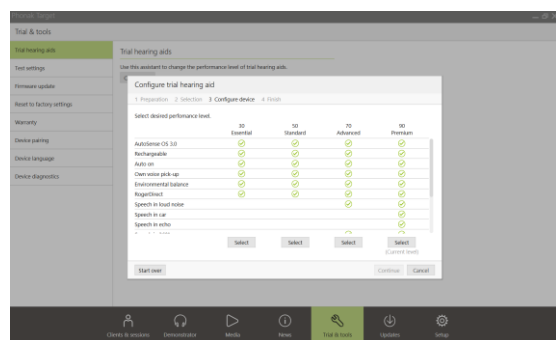 Phonak Target
Trial & tools
Trial hearing aids
Test settings
Firmware update
Reset to factory settings
Warranty
Device pairing
Device language
Device diagnostics
Trial hearing aids
Use this assistant to change the performance level of trial hearing aids.
Configure trial hearing aid
1 Preparation 2 Selection 3 Configure device 4 Finish
Select desired perfomance level.
30 50 70 90
Essential Standard Advanced Premium
AutoSense OS 3.0
Rechargeable
Auto on
Own voice pick-up
Environmental balance
RogerDirect
Speech in loud noise
Speech in car
Speech in echo
Select Select Select Select
(Current level)
Start over Continue Cancel
Clients & sessions Demonstrator Media News Trial & tools Updates Setup